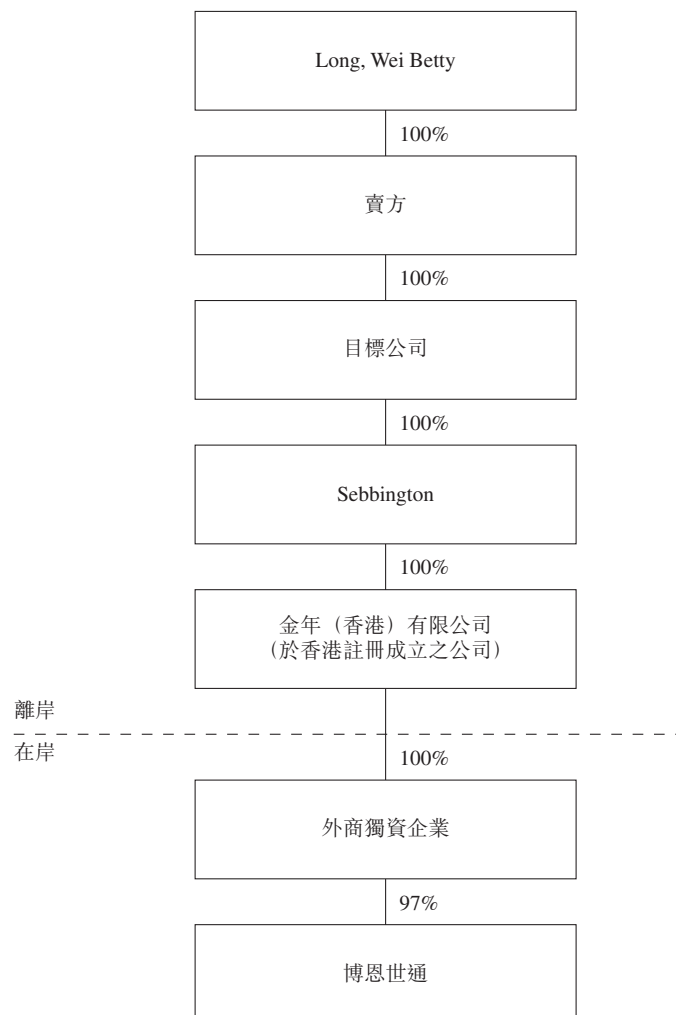 Long, Wei Betty
100%
賣方
100%
目標公司
100%
Sebbington
100%
金年（香港）有限公司
（於香港註冊成立之公司）
離岸
在岸
100%
外商獨資企業
97%
博恩世通